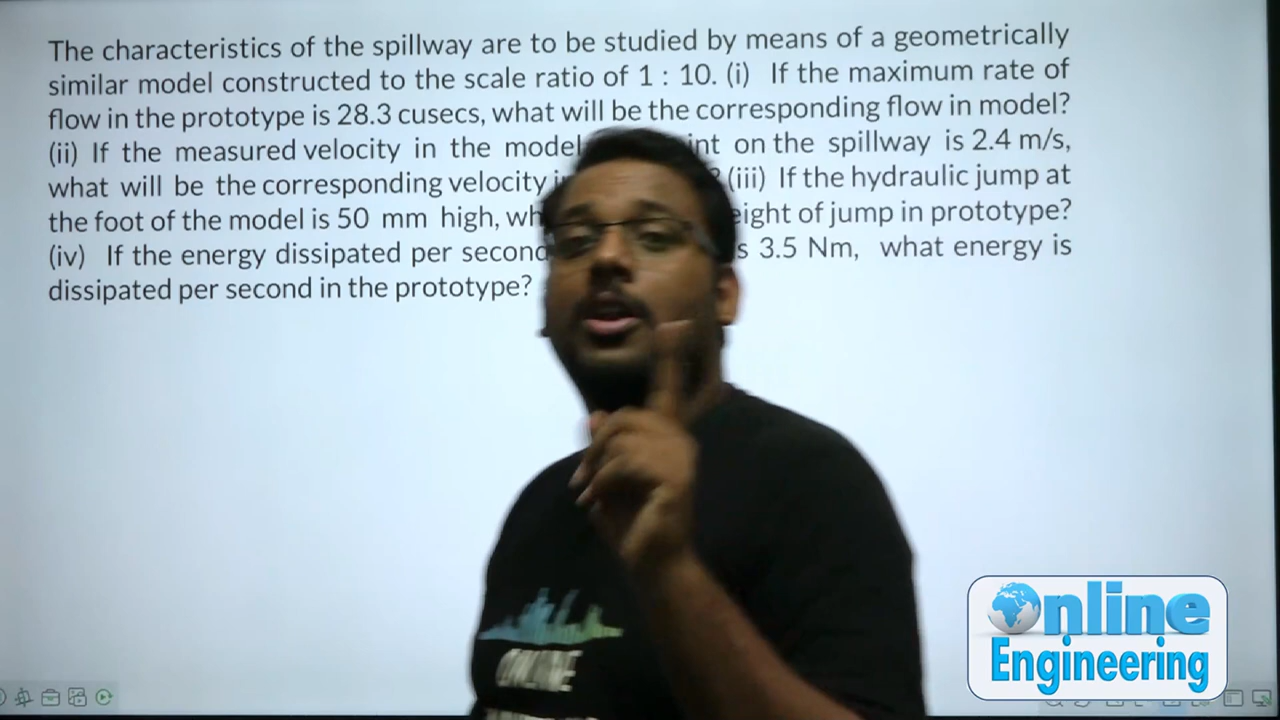 The characteristics of the spillway are to be studied by means of a geometrically
similar model constructed to the scale ratio of 1 : 10. (i) If the maximum rate of
flow in the prototype is 28.3 cusecs, what will be the corresponding flow in model?
(ii) If the measured velocity in the model on the spillway is 2.4 m/s,
what will be the corresponding velocity (iii) If the hydraulic jump at
the foot of the model is 50 mm high, of jump in prototype?
(iv) If the energy dissipated per second 3.5 Nm, what energy is
dissipated per second in the prototype?
ONLINE
Online
Engineering